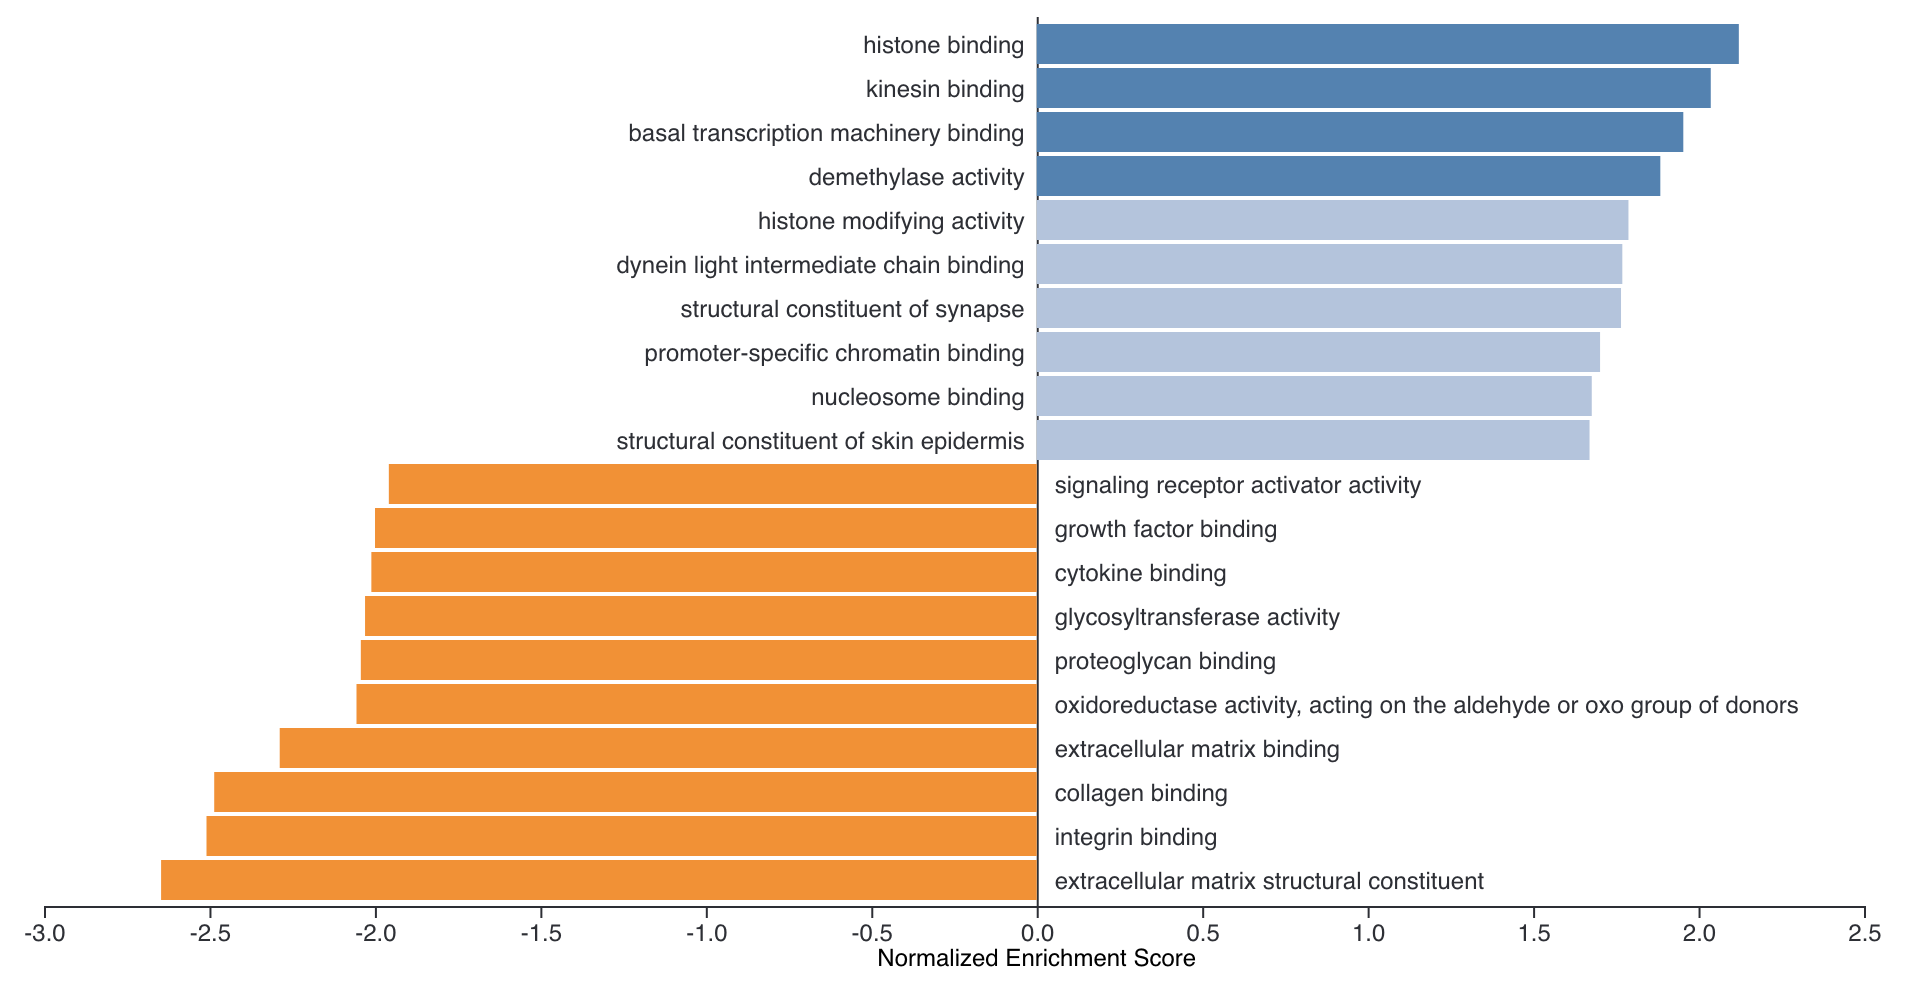 histone binding
kinesin binding
basal transcription machinery binding
demethylase activity
histone modifying activity
dynein light intermediate chain binding
structural constituent of synapse
promoter-specific chromatin binding
nucleosome binding
structural constituent of skin epidermis
signaling receptor activator activity
growth factor binding
cytokine binding
glycosyltransferase activity
proteoglycan binding
oxidoreductase activity, acting on the aldehyde or oxo group of donors
extracellular matrix binding
collagen binding
integrin binding
extracellular matrix structural constituent
-3.0 -2.5 -2.0 -1.5 -1.0 -0.5 0.0 0.5 1.0 1.5 2.0 2.5
Normalized Enrichment Score